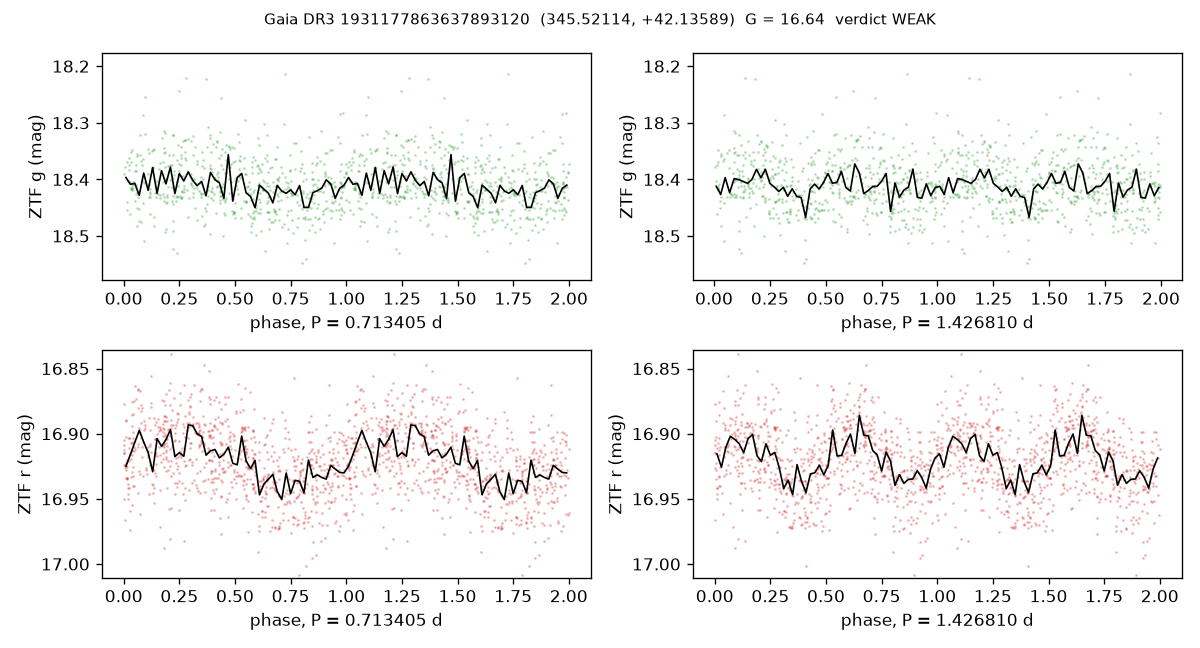 Gaia DR3 1931177863637893120 (345.52114, +42.13589) G = 16.64 verdict WEAK
ZTF g (mag)
18.2
18.3
18.4
18.5
0.00 0.25 0.50 0.75 1.00 1.25 1.50 1.75 2.00
phase, P = 0.713405 d
ZTF g (mag)
18.2
18.3
18.4
18.5
0.00 0.25 0.50 0.75 1.00 1.25 1.50 1.75 2.00
phase, P = 1.426810 d
ZTF r (mag)
16.85
16.90
16.95
17.00
0.00 0.25 0.50 0.75 1.00 1.25 1.50 1.75 2.00
phase, P = 0.713405 d
ZTF r (mag)
16.85
16.90
16.95
17.00
0.00 0.25 0.50 0.75 1.00 1.25 1.50 1.75 2.00
phase, P = 1.426810 d